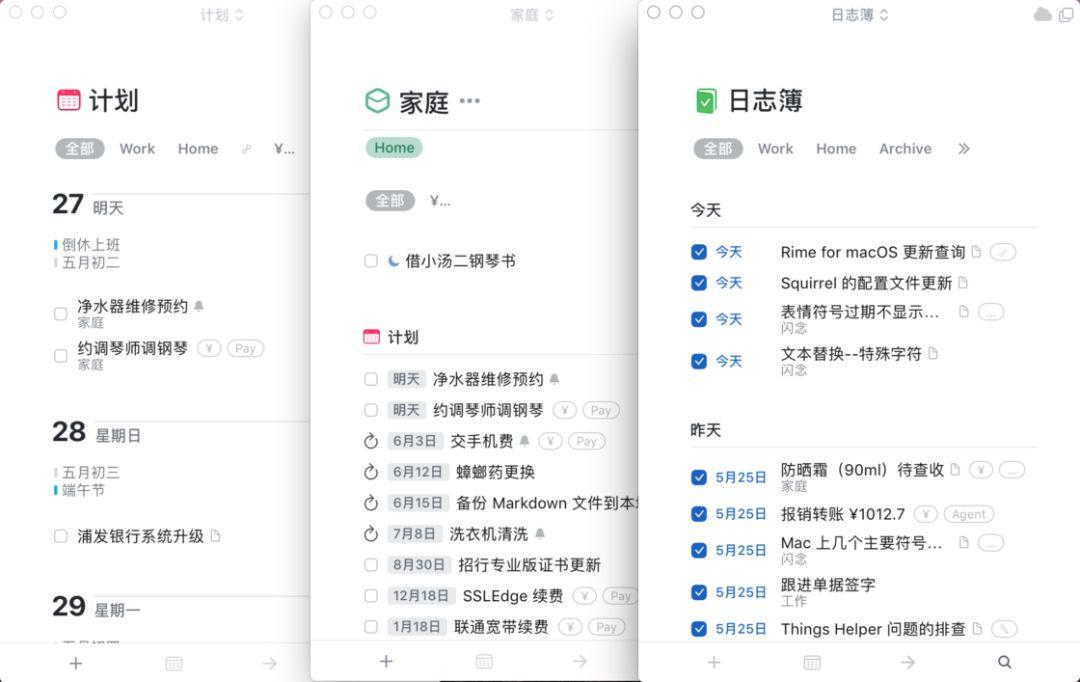 计划
计划
全部 Work Home ¥...
27 明天
倒休上班
五月初二
净水器维修预约
家庭
约调琴师调钢琴 ¥ Pay
家庭
28 星期日
五月初三
端午节
浦发银行系统升级
29 星期一
家庭
家庭
Home
全部 ¥...
借小汤二钢琴书
计划
明天 净水器维修预约
明天 约调琴师调钢琴 ¥ Pay
6月3日 交手机费 ¥ Pay
6月12日 蟑螂药更换
6月15日 备份 Markdown 文件到本
7月8日 洗衣机清洗
8月30日 招行专业版证书更新
12月18日 SSLEdge 续费 ¥ Pay
1月18日 联通宽带续费 ¥ Pay
日志簿
日志簿
全部 Work Home Archive
今天
今天 Rime for macOS 更新查询
今天 Squirrel 的配置文件更新
今天 表情符号过期不显示... ...
闪念
今天 文本替换--特殊字符
闪念
昨天
5月25日 防晒霜（90ml）待查收 ¥ ...
家庭
5月25日 报销转账 ¥1012.7 ¥ Agent
5月25日 Mac 上几个主要符号... ...
闪念
5月25日 跟进单据签字
工作
5月25日 Things Helper 问题的排查